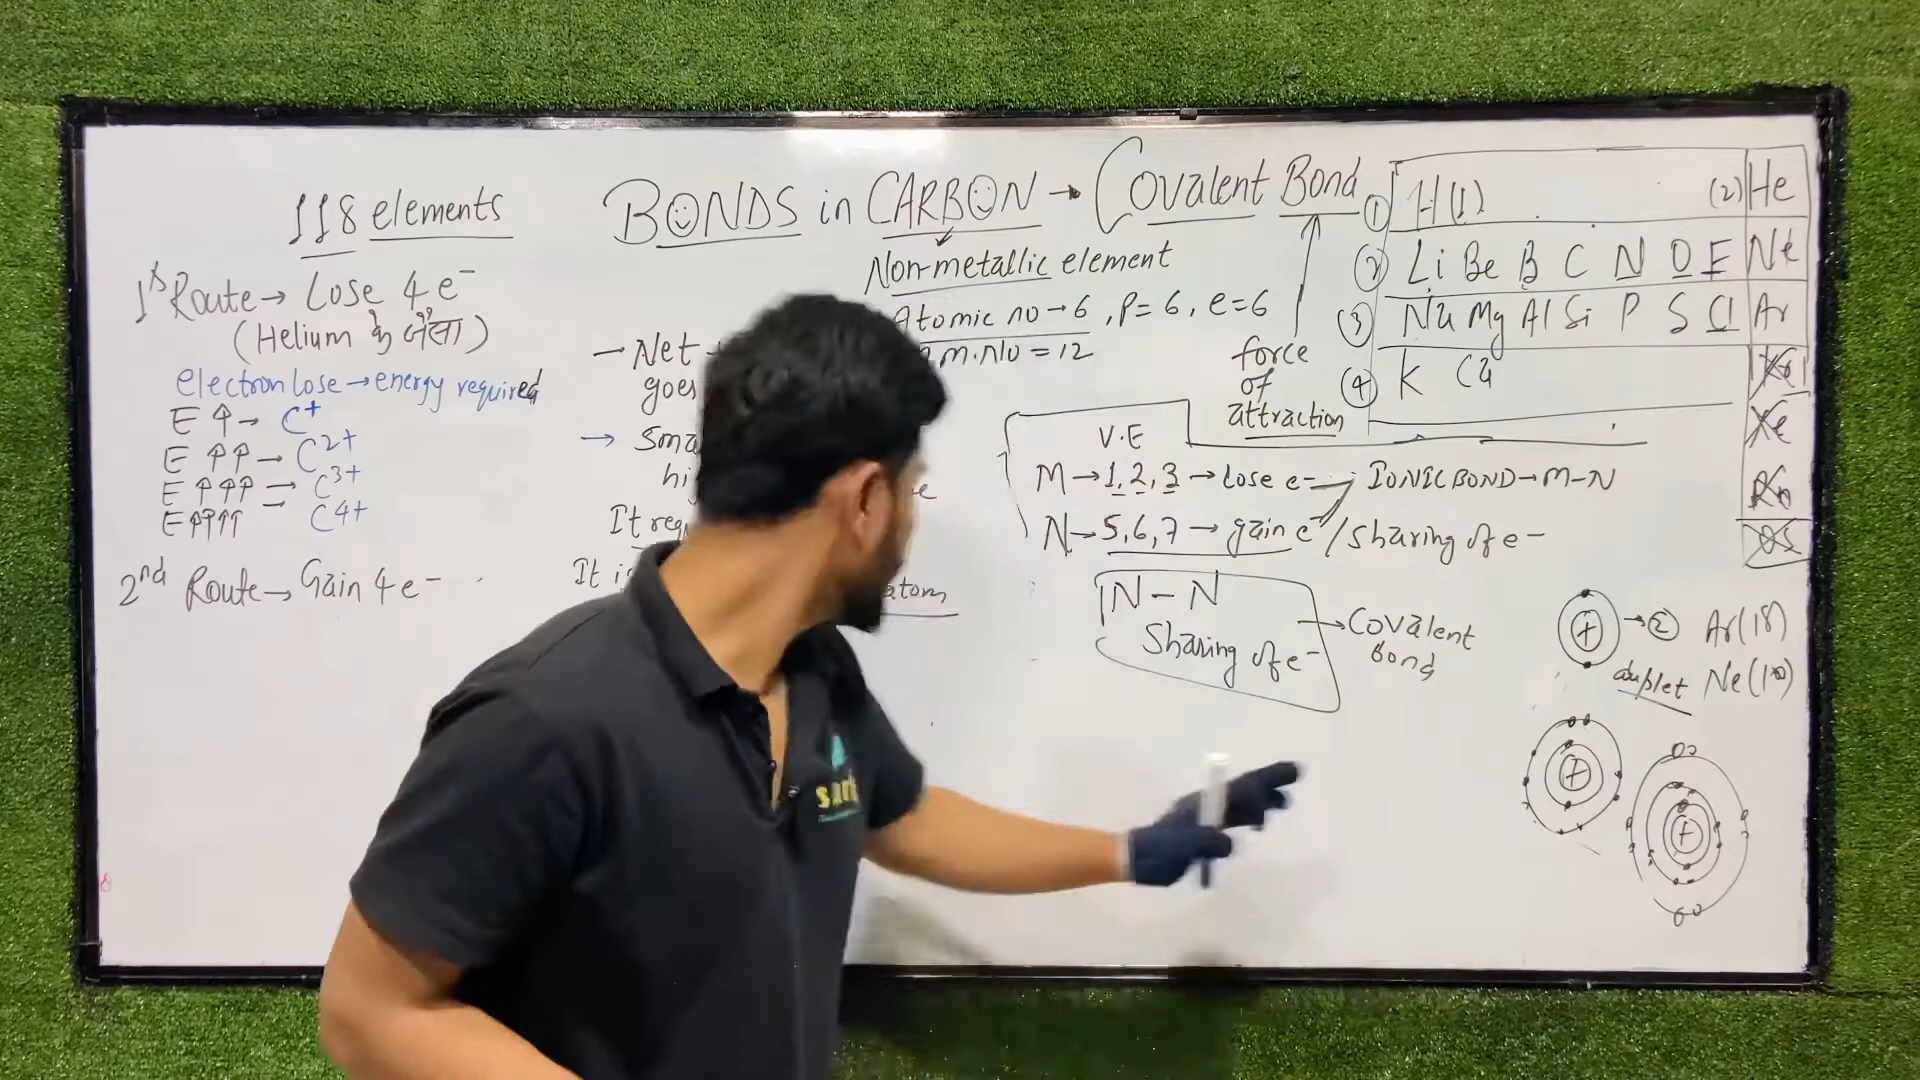 118 elements
BONDS in CARBON → Covalent Bond
Non-metallic element
Atomic no → 6, P=6, e=6
m.No = 12
1st Route → Lose 4 e-
(Helium के जैसा)
electron lose → energy required
E ↑ → C+
E ↑↑ → C2+
E ↑↑↑ → C3+
E ↑↑↑↑ → C4+
2nd Route → Gain 4 e-
→ Net
goes
→
It
It
atom
force
of
attraction
V.E
M → 1, 2, 3 → Lose e- → IONIC BOND → M-N
N → 5, 6, 7 → gain e- / Sharing of e-
N - N
Sharing of e- → Covalent
Bond
① H(1) (2) He
② Li Be B C N O F Ne
(3) Na Mg Al Si P S Cl Ar
④ K Ca Kr
Xe
Rn
Os
+ → ② Ar(18)
duplet Ne(10)
+
+